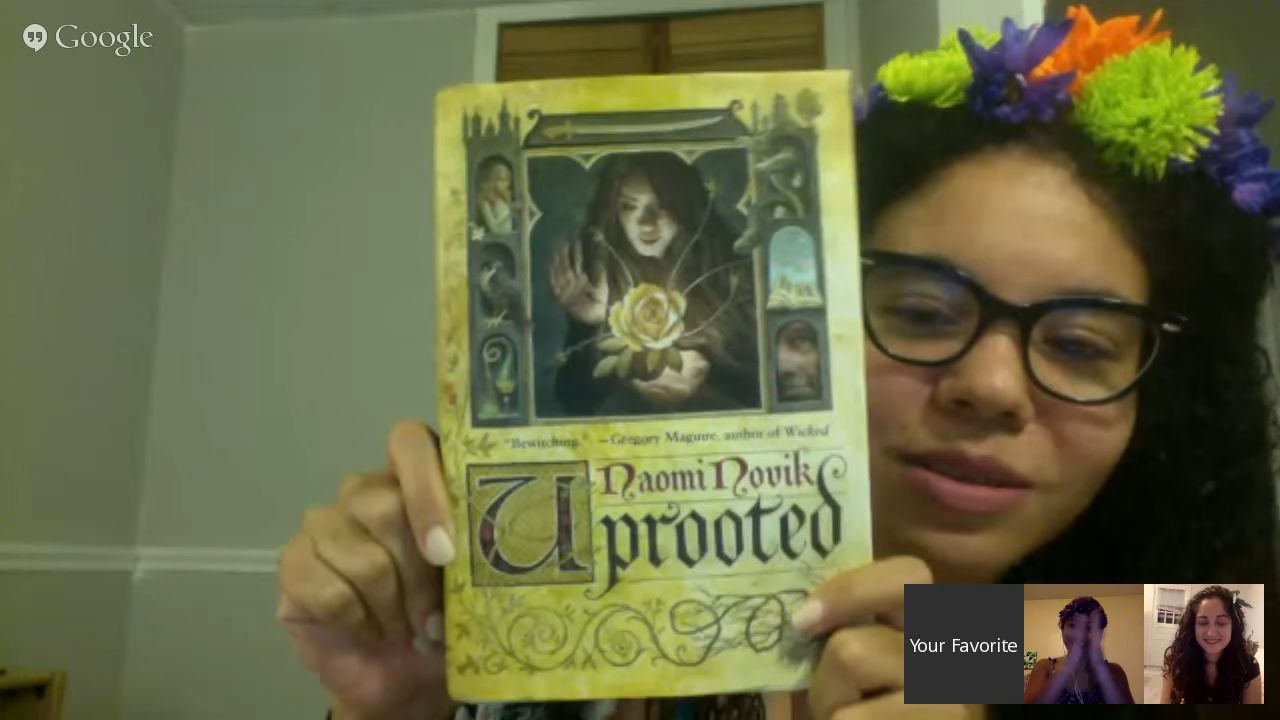 Google
"Bewitching." —Gregory Maguire, author of Wicked
Naomi Novik
Uprooted
Your Favorite